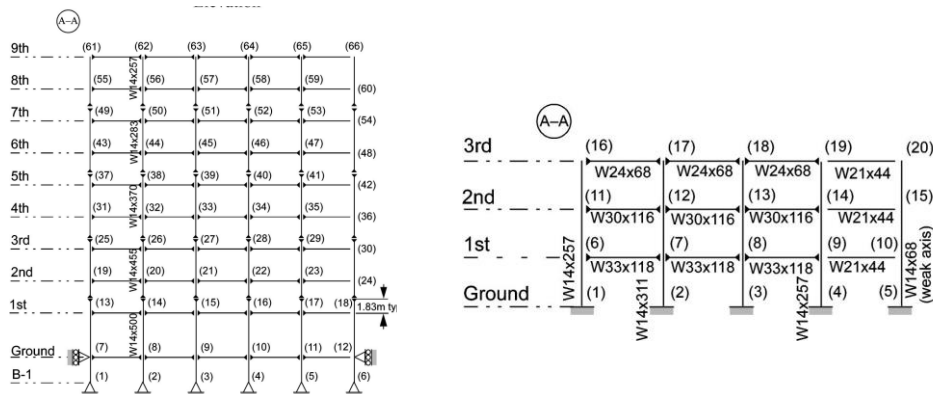 A–A
9th (61) (62) (63) (64) (65) (66)
W14x257
8th (55) (56) (57) (58) (59) (60)
7th (49) (50) (51) (52) (53) (54)
6th (43) (44) (45) (46) (47) (48)
W14x283
5th (37) (38) (39) (40) (41) (42)
4th (31) (32) (33) (34) (35) (36)
W14x370
3rd (25) (26) (27) (28) (29) (30)
2nd (19) (20) (21) (22) (23) (24)
W14x455
1st (13) (14) (15) (16) (17) (18)
1.83m ty
W14x500
Ground (7) (8) (9) (10) (11) (12)
B-1 (1) (2) (3) (4) (5) (6)
A–A
3rd (16) (17) (18) (19) (20)
W24x68 W24x68 W24x68 W21x44
2nd (11) (12) (13) (14) (15)
W30x116 W30x116 W30x116 W21x44
1st (6) (7) (8) (9) (10)
W33x118 W33x118 W33x118 W21x44
Ground (1) (2) (3) (4) (5)
W14x257
W14x311
W14x257
W14x68
(weak axis)